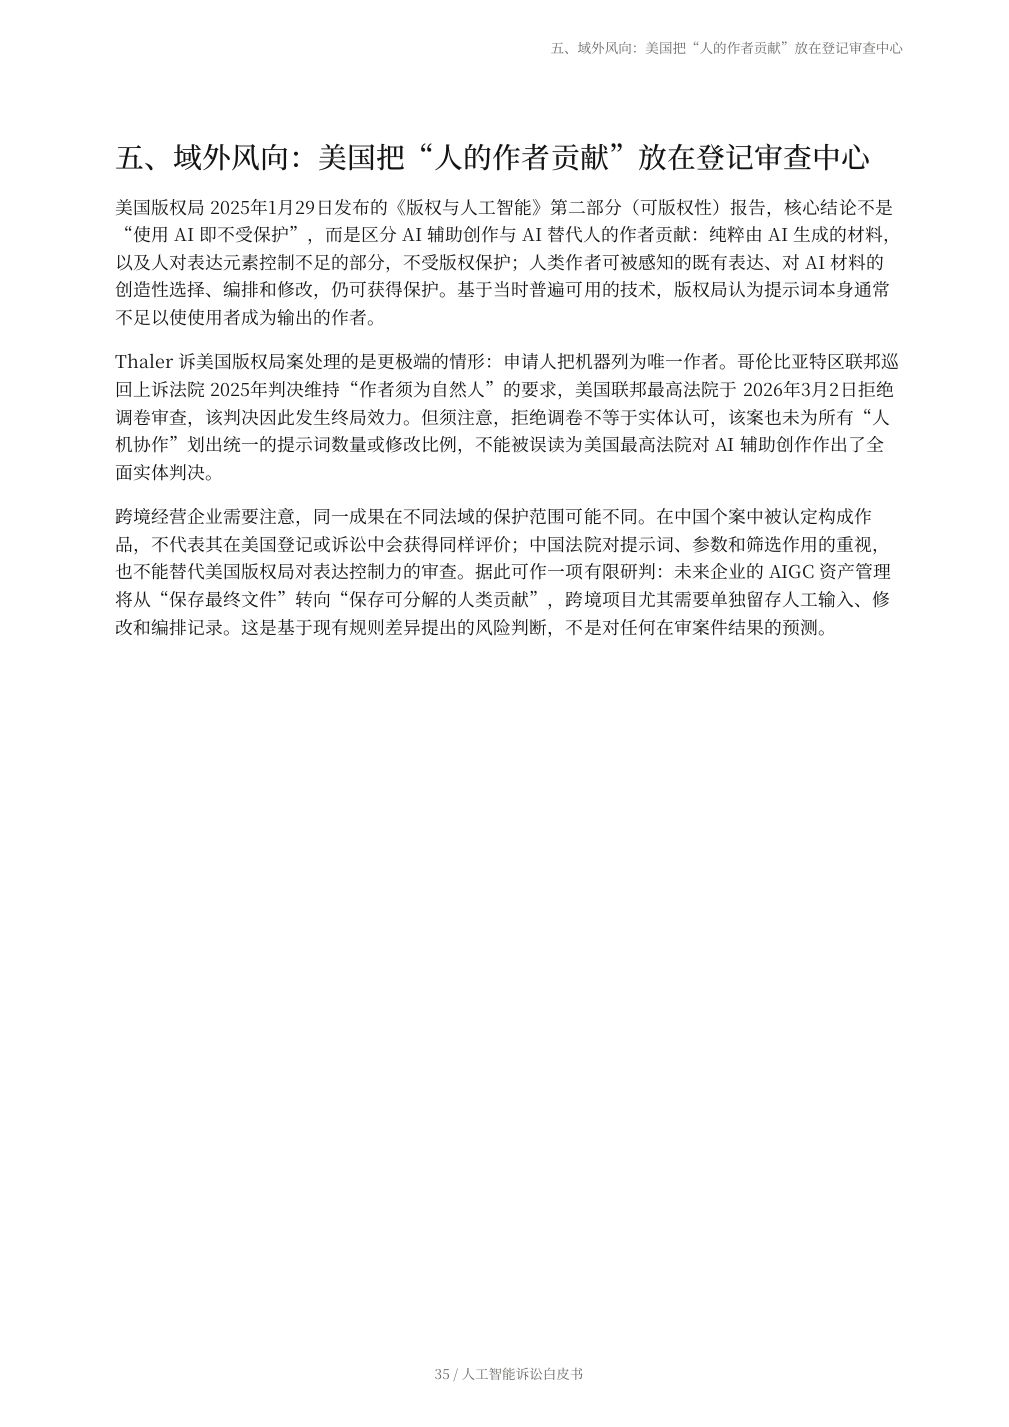 五、域外风向：美国把“人的作者贡献”放在登记审查中心
五、域外风向：美国把“人的作者贡献”放在登记审查中心
美国版权局 2025年1月29日发布的《版权与人工智能》第二部分（可版权性）报告，核心结论不是
“使用 AI 即不受保护”，而是区分 AI 辅助创作与 AI 替代人的作者贡献：纯粹由 AI 生成的材料，
以及人对表达元素控制不足的部分，不受版权保护；人类作者可被感知的既有表达、对 AI 材料的
创造性选择、编排和修改，仍可获得保护。基于当时普遍可用的技术，版权局认为提示词本身通常
不足以使使用者成为输出的作者。
Thaler 诉美国版权局案处理的是更极端的情形：申请人把机器列为唯一作者。哥伦比亚特区联邦巡
回上诉法院 2025年判决维持“作者须为自然人”的要求，美国联邦最高法院于 2026年3月2日拒绝
调卷审查，该判决因此发生终局效力。但须注意，拒绝调卷不等于实体认可，该案也未为所有“人
机协作”划出统一的提示词数量或修改比例，不能被误读为美国最高法院对 AI 辅助创作作出了全
面实体判决。
跨境经营企业需要注意，同一成果在不同法域的保护范围可能不同。在中国个案中被认定构成作
品，不代表其在美国登记或诉讼中会获得同样评价；中国法院对提示词、参数和筛选作用的重视，
也不能替代美国版权局对表达控制力的审查。据此可作一项有限研判：未来企业的 AIGC 资产管理
将从“保存最终文件”转向“保存可分解的人类贡献”，跨境项目尤其需要单独留存人工输入、修
改和编排记录。这是基于现有规则差异提出的风险判断，不是对任何在审案件结果的预测。
35 / 人工智能诉讼白皮书